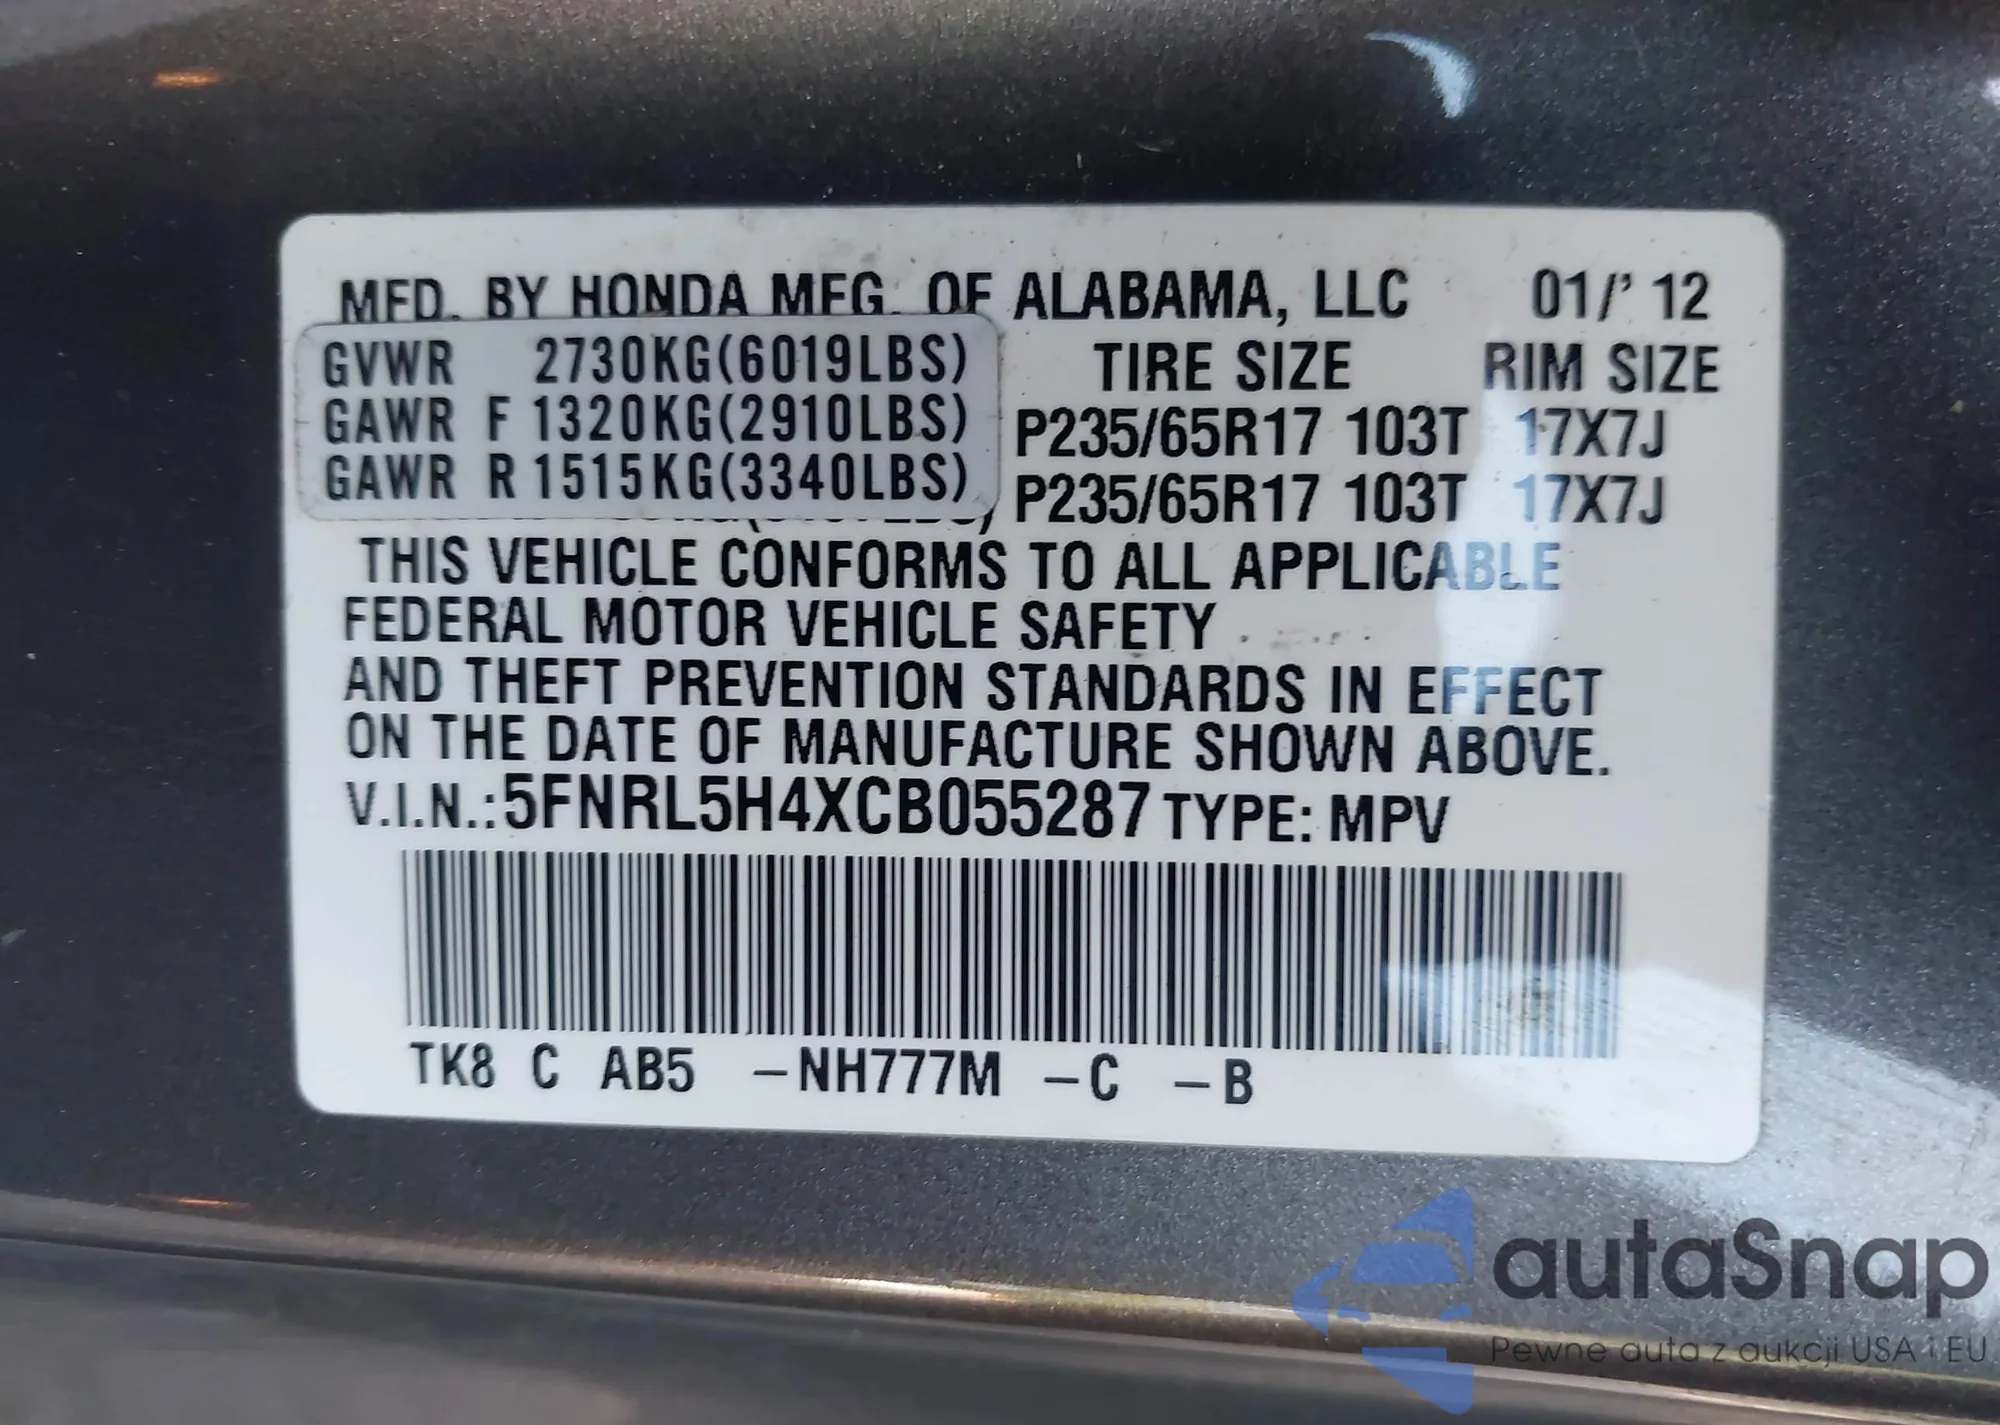 MFD. BY HONDA MFG. OF ALABAMA, LLC 01/' 12
GVWR 2730KG(6019LBS) TIRE SIZE RIM SIZE
GAWR F 1320KG(2910LBS) P235/65R17 103T 17X7J
GAWR R 1515KG(3340LBS) P235/65R17 103T 17X7J
THIS VEHICLE CONFORMS TO ALL APPLICABLE
FEDERAL MOTOR VEHICLE SAFETY
AND THEFT PREVENTION STANDARDS IN EFFECT
ON THE DATE OF MANUFACTURE SHOWN ABOVE.
V.I.N.:5FNRL5H4XCB055287 TYPE: MPV
TK8 C AB5 –NH777M –C –B
autaSnap
Pewne auta z aukcji USA i EU